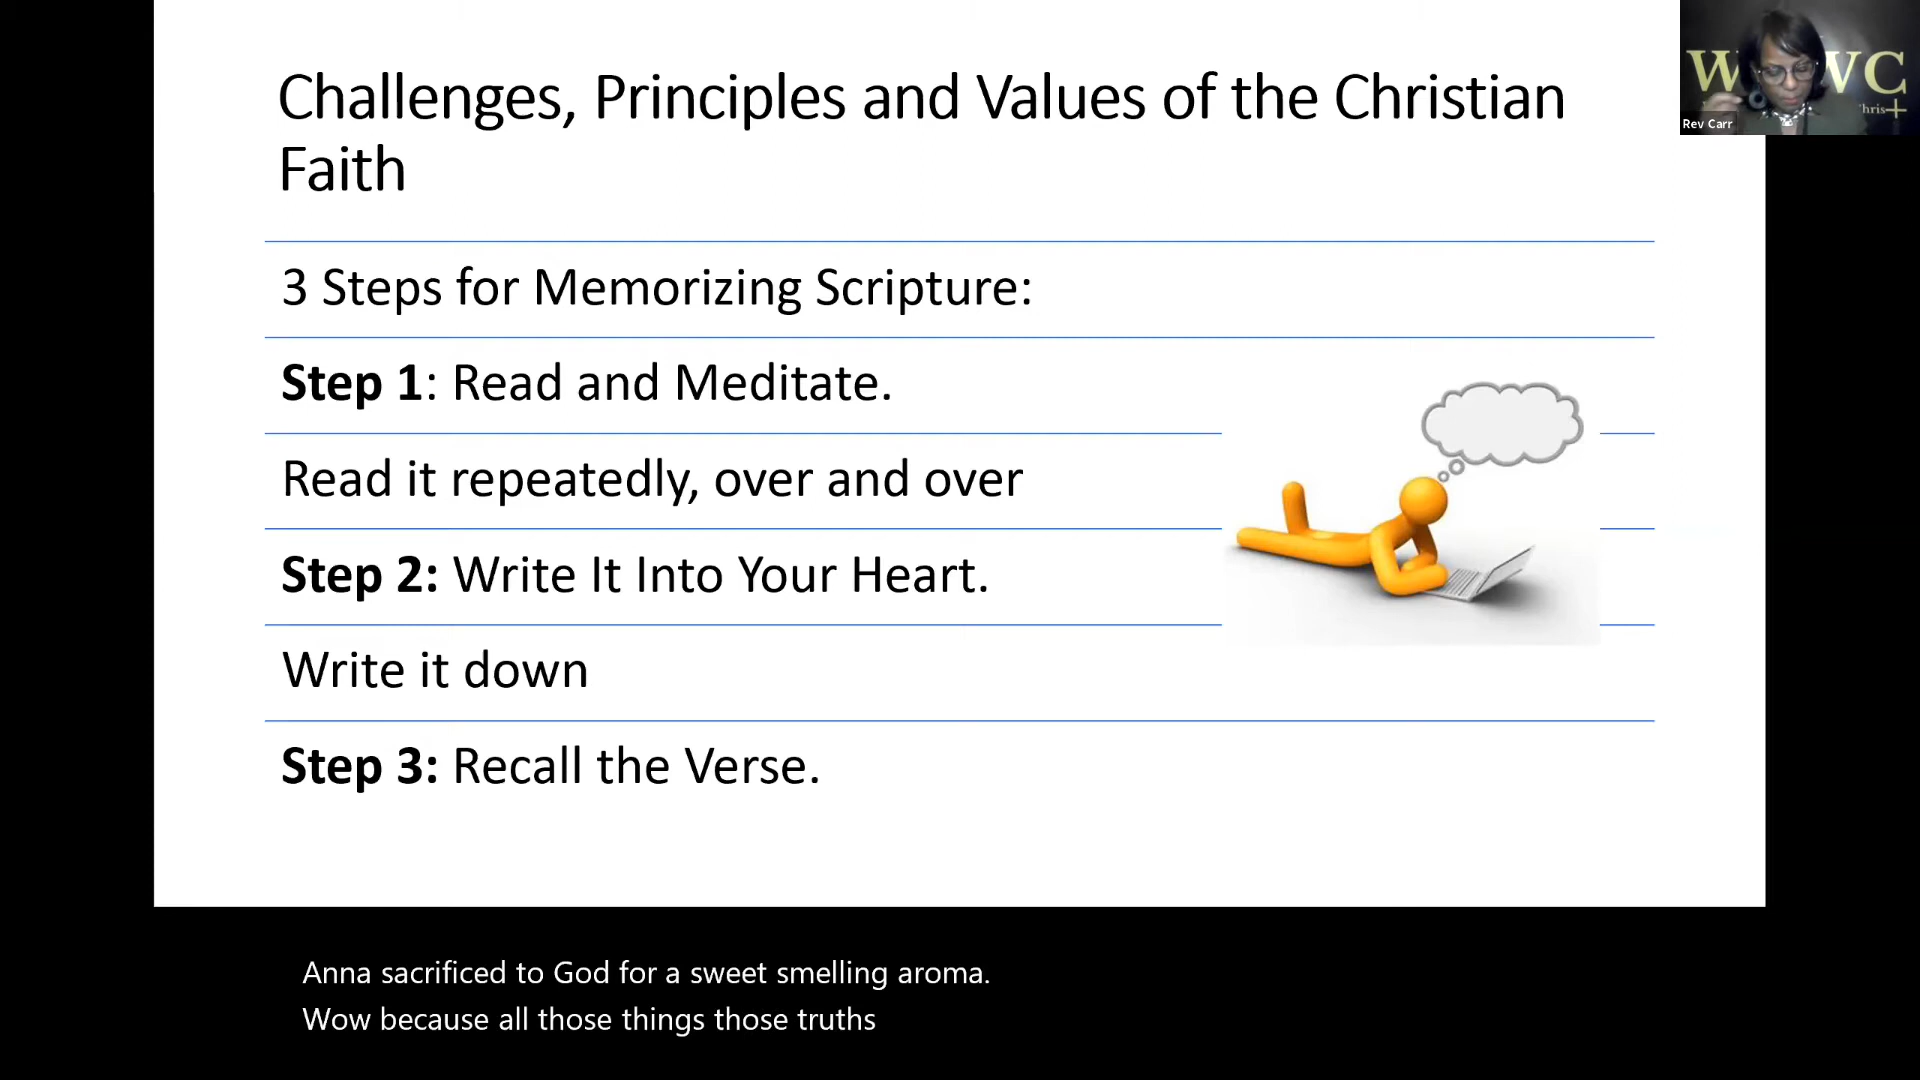 Challenges, Principles and Values of the Christian
Faith
3 Steps for Memorizing Scripture:
Step 1: Read and Meditate.
Read it repeatedly, over and over
Step 2: Write It Into Your Heart.
Write it down
Step 3: Recall the Verse.
Rev Carr
Anna sacrificed to God for a sweet smelling aroma.
Wow because all those things those truths